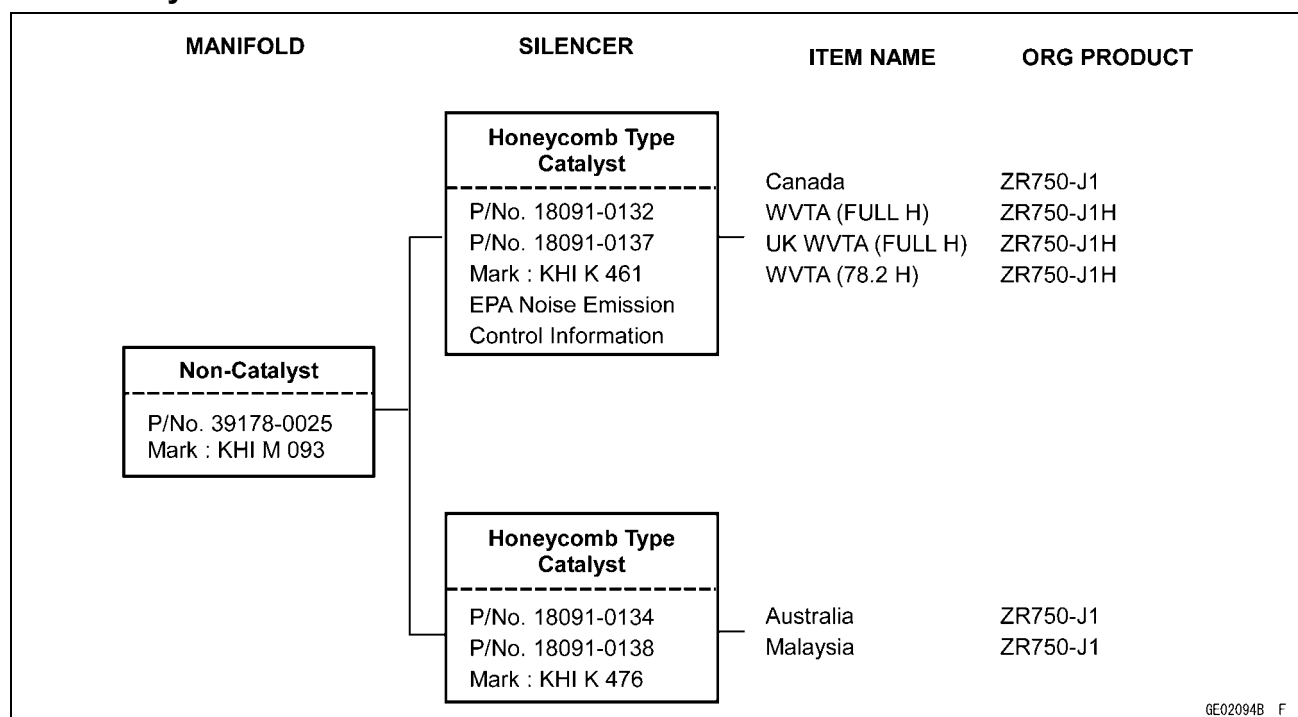 MANIFOLD SILENCER ITEM NAME ORG PRODUCT
Honeycomb Type
Catalyst
P/No. 18091-0132
P/No. 18091-0137
Mark : KHI K 461
EPA Noise Emission
Control Information
Canada ZR750-J1
WVTA (FULL H) ZR750-J1H
UK WVTA (FULL H) ZR750-J1H
WVTA (78.2 H) ZR750-J1H
Non-Catalyst
P/No. 39178-0025
Mark : KHI M 093
Honeycomb Type
Catalyst
P/No. 18091-0134
P/No. 18091-0138
Mark : KHI K 476
Australia ZR750-J1
Malaysia ZR750-J1
GE02094B F